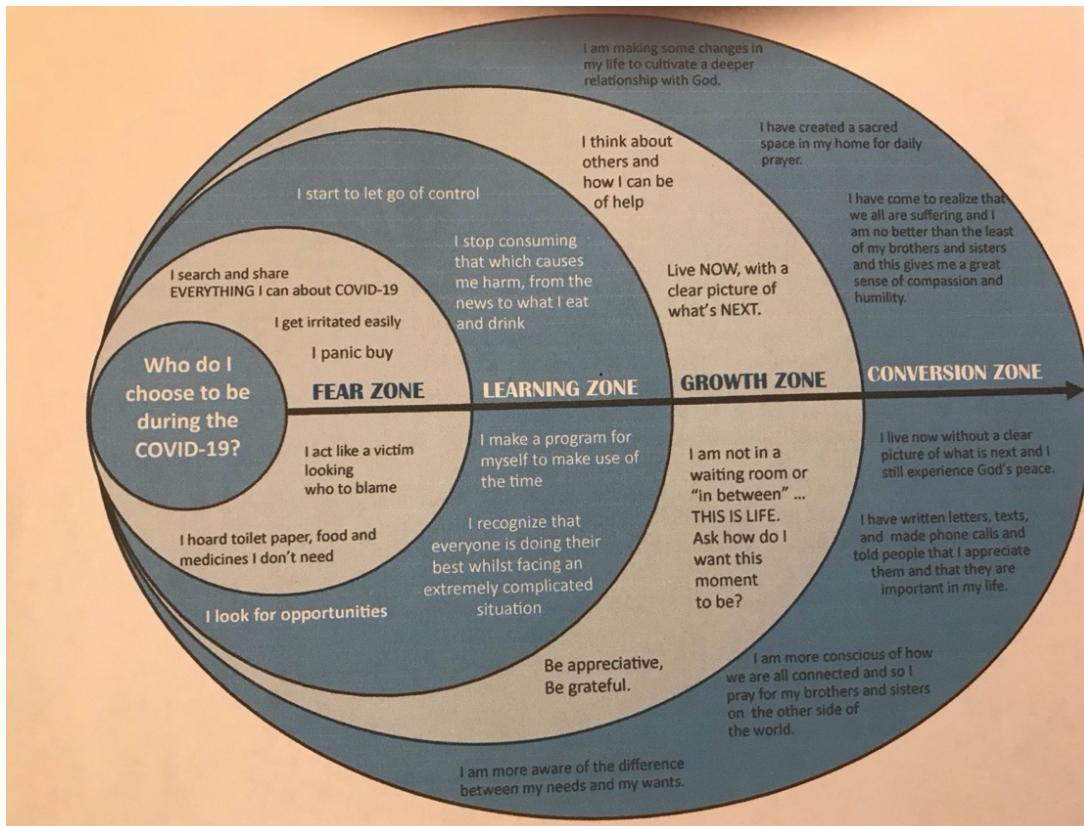 Who do I
choose to be
during the
COVID-19?
FEAR ZONE
I search and share
EVERYTHING I can about COVID-19
I get irritated easily
I panic buy
I act like a victim
looking
who to blame
I hoard toilet paper, food and
medicines I don't need
LEARNING ZONE
I start to let go of control
I stop consuming
that which causes
me harm, from the
news to what I eat
and drink
I make a program for
myself to make use of
the time
I recognize that
everyone is doing their
best whilst facing an
extremely complicated
situation
I look for opportunities
GROWTH ZONE
I think about
others and
how I can be
of help
Live NOW, with a
clear picture of
what's NEXT.
I am not in a
waiting room or
“in between” ...
THIS IS LIFE.
Ask how do I
want this
moment
to be?
Be appreciative,
Be grateful.
CONVERSION ZONE
I am making some changes in
my life to cultivate a deeper
relationship with God.
I have created a sacred
space in my home for daily
prayer.
I have come to realize that
we all are suffering and I
am no better than the least
of my brothers and sisters
and this gives me a great
sense of compassion and
humility.
I live now without a clear
picture of what is next and I
still experience God's peace.
I have written letters, texts,
and made phone calls and
told people that I appreciate
them and that they are
important in my life.
I am more conscious of how
we are all connected and so I
pray for my brothers and sisters
on the other side of
the world.
I am more aware of the difference
between my needs and my wants.